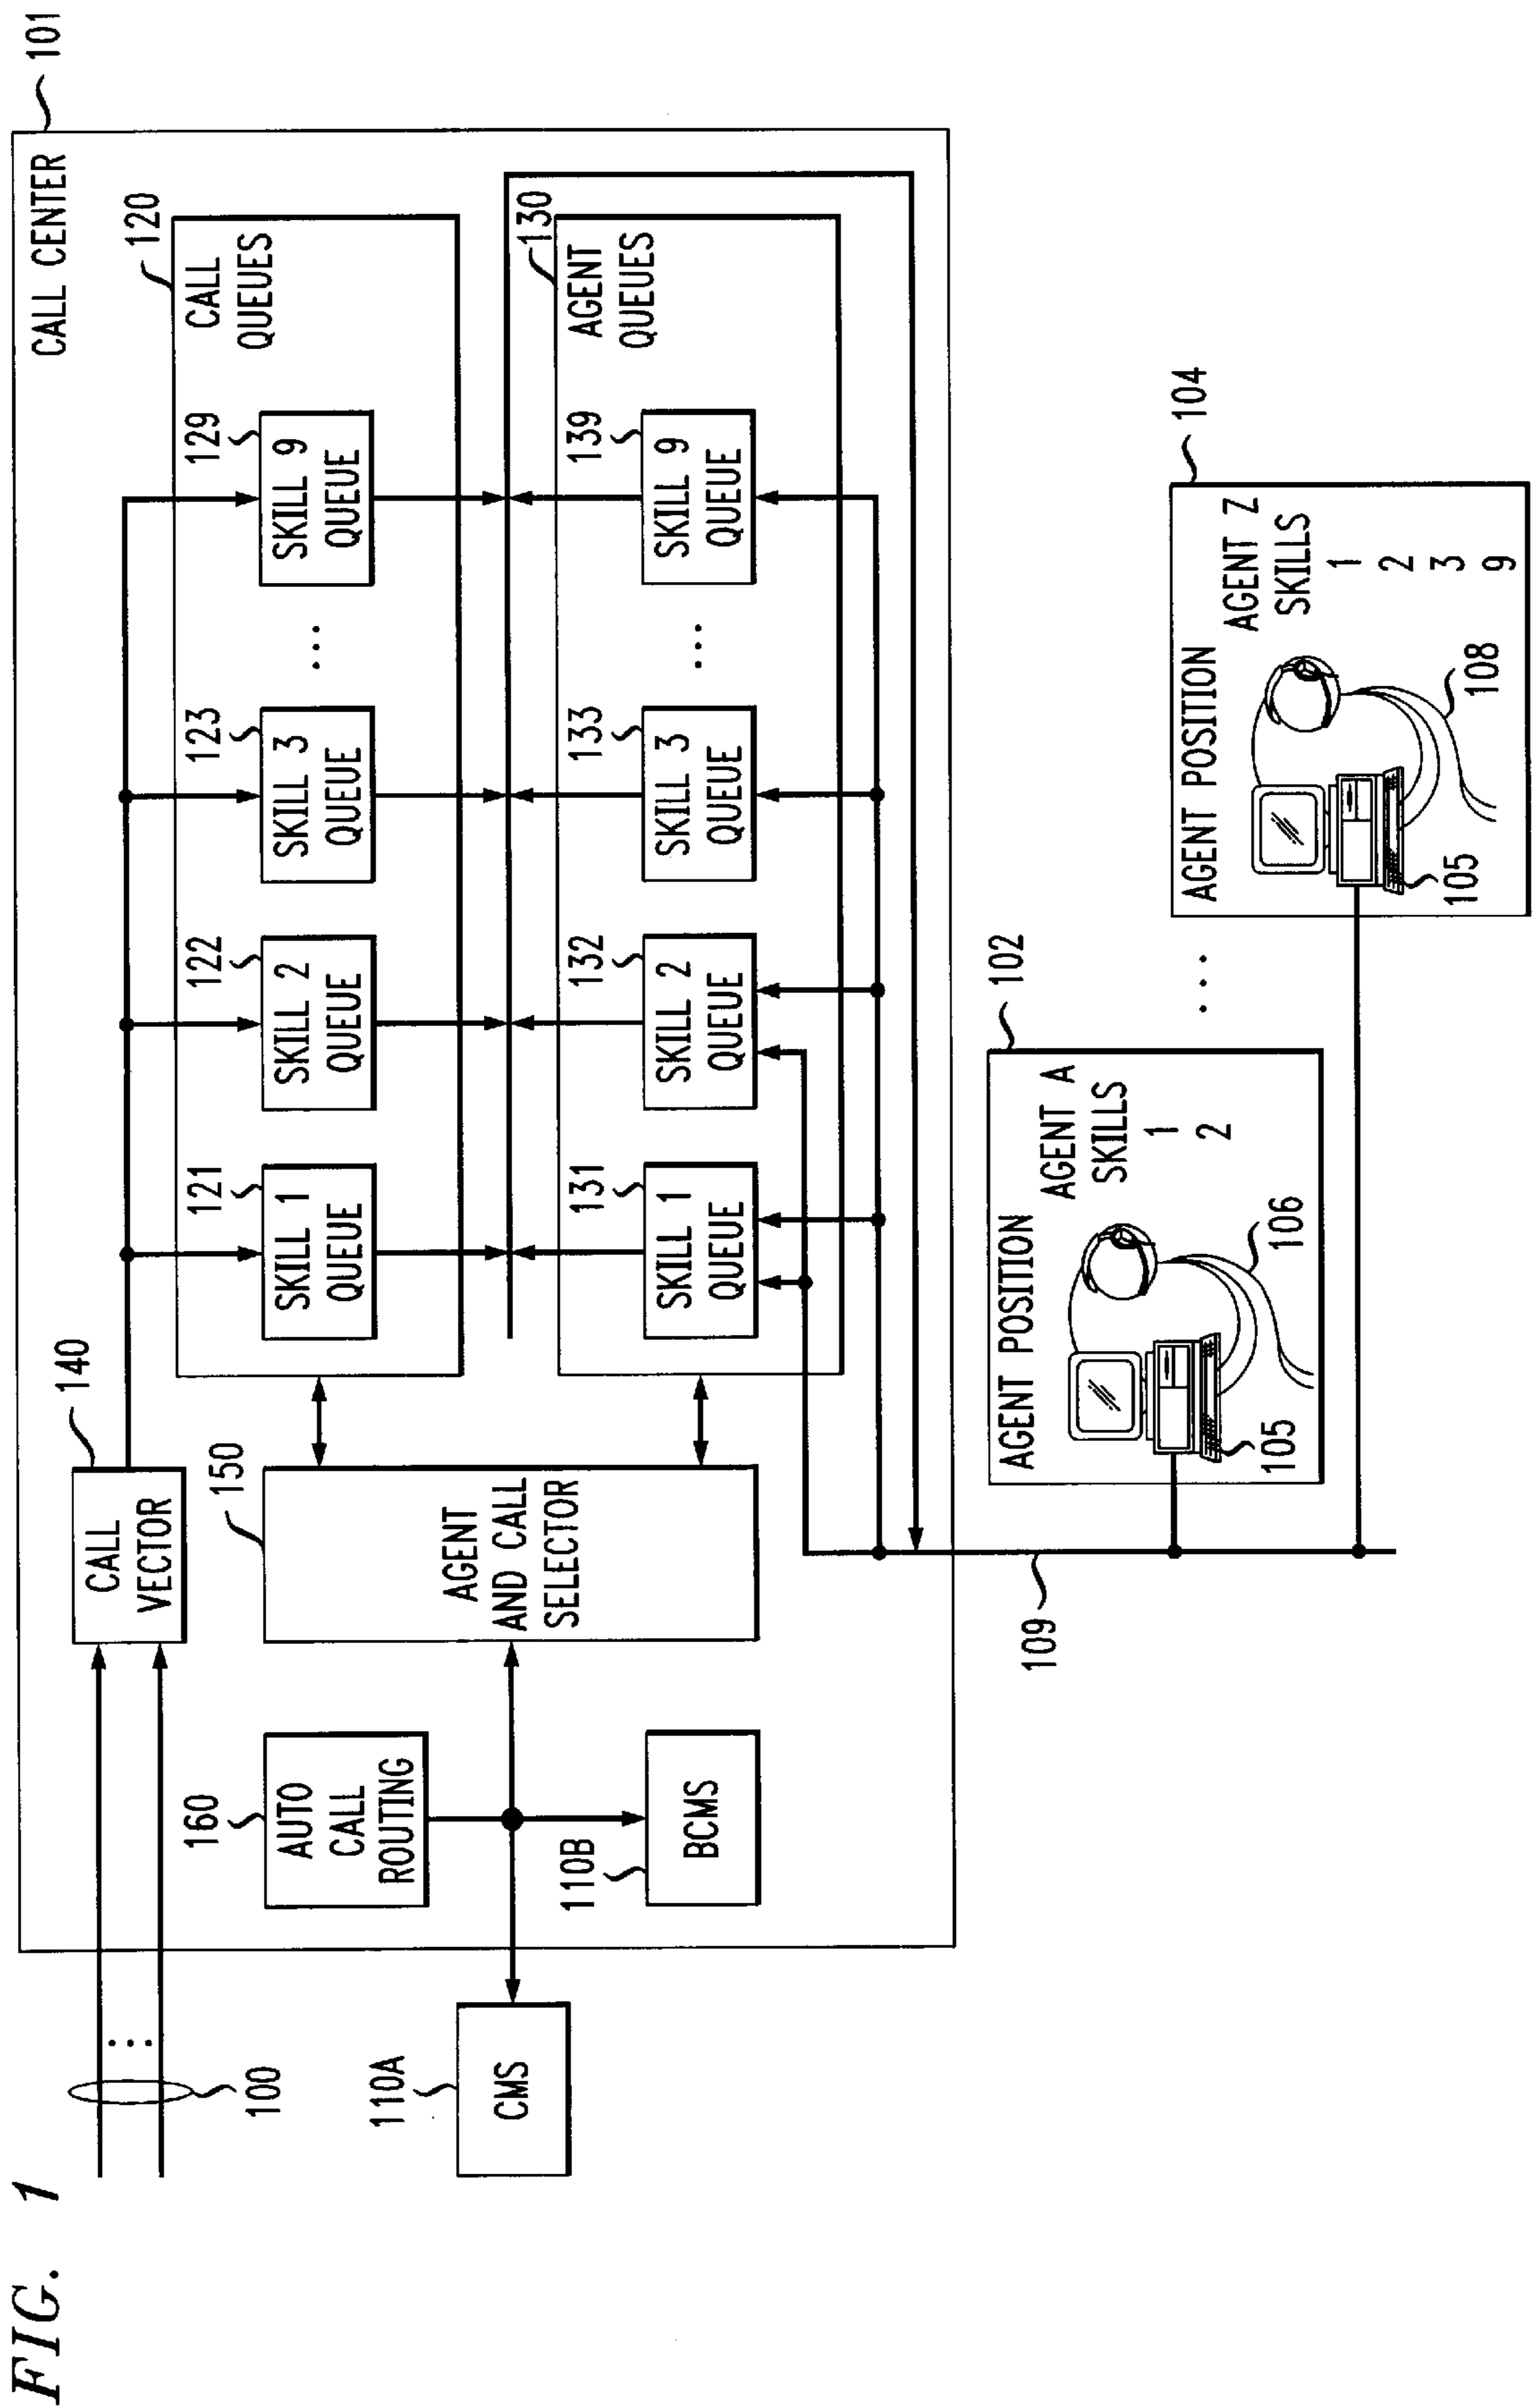 FIG. 1
101
CALL CENTER
100
140
CALL
VECTOR
120
CALL
QUEUES
121
SKILL 1
QUEUE
122
SKILL 2
QUEUE
123
SKILL 3
QUEUE
...
129
SKILL 9
QUEUE
160
AUTO
CALL
ROUTING
150
AGENT
AND CALL
SELECTOR
110A
CMS
110B
BCMS
130
AGENT
QUEUES
131
SKILL 1
QUEUE
132
SKILL 2
QUEUE
133
SKILL 3
QUEUE
...
139
SKILL 9
QUEUE
109
102
AGENT POSITION
AGENT A
SKILLS
1
2
105
106
...
104
AGENT POSITION
AGENT Z
SKILLS
1
2
3
9
105
108